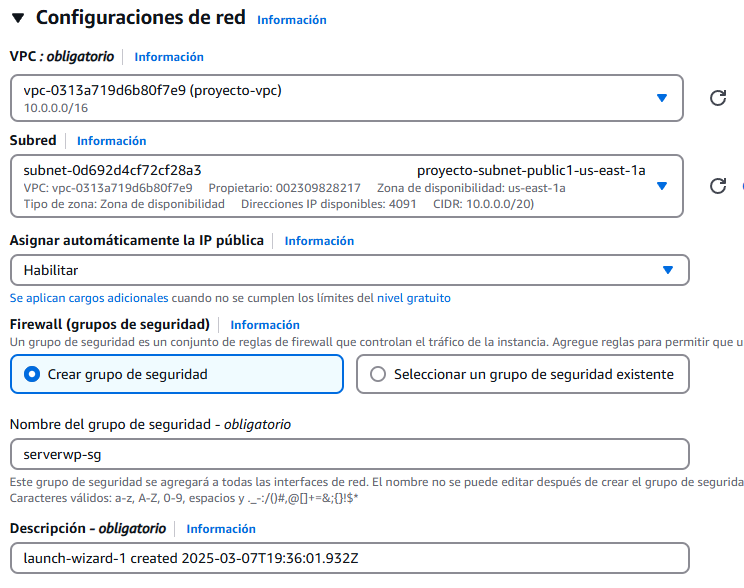 Configuraciones de red Información
VPC : obligatorio Información
vpc-0313a719d6b80f7e9 (proyecto-vpc)
10.0.0.0/16
Subred Información
subnet-0d692d4cf72cf28a3 proyecto-subnet-public1-us-east-1a
VPC: vpc-0313a719d6b80f7e9 Propietario: 002309828217 Zona de disponibilidad: us-east-1a
Tipo de zona: Zona de disponibilidad Direcciones IP disponibles: 4091 CIDR: 10.0.0.0/20)
Asignar automáticamente la IP pública Información
Habilitar
Se aplican cargos adicionales cuando no se cumplen los límites del nivel gratuito
Firewall (grupos de seguridad) Información
Un grupo de seguridad es un conjunto de reglas de firewall que controlan el tráfico de la instancia. Agregue reglas para permitir que u
Crear grupo de seguridad
Seleccionar un grupo de seguridad existente
Nombre del grupo de seguridad - obligatorio
serverwp-sg
Este grupo de seguridad se agregará a todas las interfaces de red. El nombre no se puede editar después de crear el grupo de segurida
Caracteres válidos: a-z, A-Z, 0-9, espacios y ._-:/()#,@[]+=&;{}!$*
Descripción - obligatorio Información
launch-wizard-1 created 2025-03-07T19:36:01.932Z